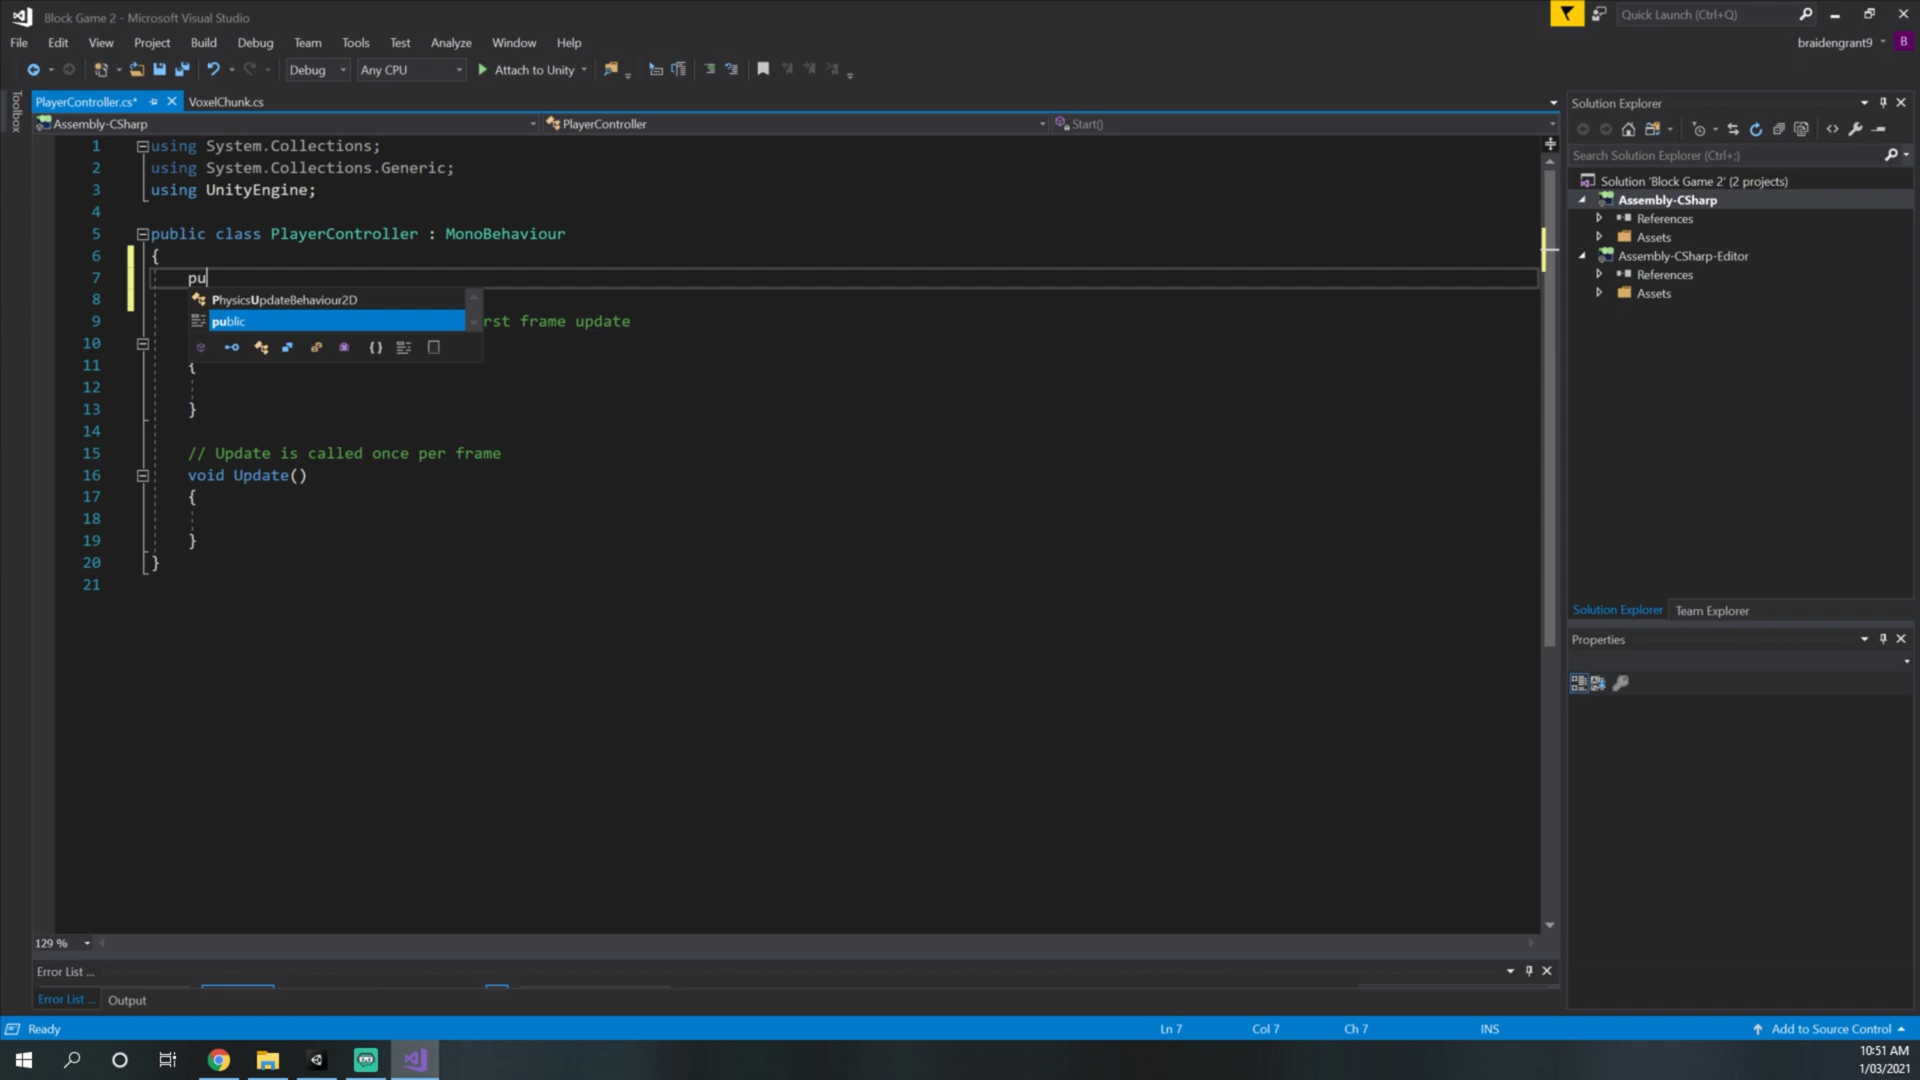 Block Game 2 - Microsoft Visual Studio
Quick Launch (Ctrl+Q)
File Edit View Project Build Debug Team Tools Test Analyze Window Help
braidengrant9 B
Debug Any CPU Attach to Unity
Toolbox
PlayerController.cs* VoxelChunk.cs
Assembly-CSharp PlayerController Start()
1 using System.Collections;
2 using System.Collections.Generic;
3 using UnityEngine;
4
5 public class PlayerController : MonoBehaviour
6 {
7 pu
8 PhysicsUpdateBehaviour2D
9 public rst frame update
10
11 {
12
13 }
14
15 // Update is called once per frame
16 void Update()
17 {
18
19 }
20 }
21
129 %
Error List ...
Error List ... Output
Solution Explorer
Search Solution Explorer (Ctrl+;)
Solution 'Block Game 2' (2 projects)
Assembly-CSharp
References
Assets
Assembly-CSharp-Editor
References
Assets
Solution Explorer Team Explorer
Properties
Ready Ln 7 Col 7 Ch 7 INS Add to Source Control
10:51 AM
1/03/2021